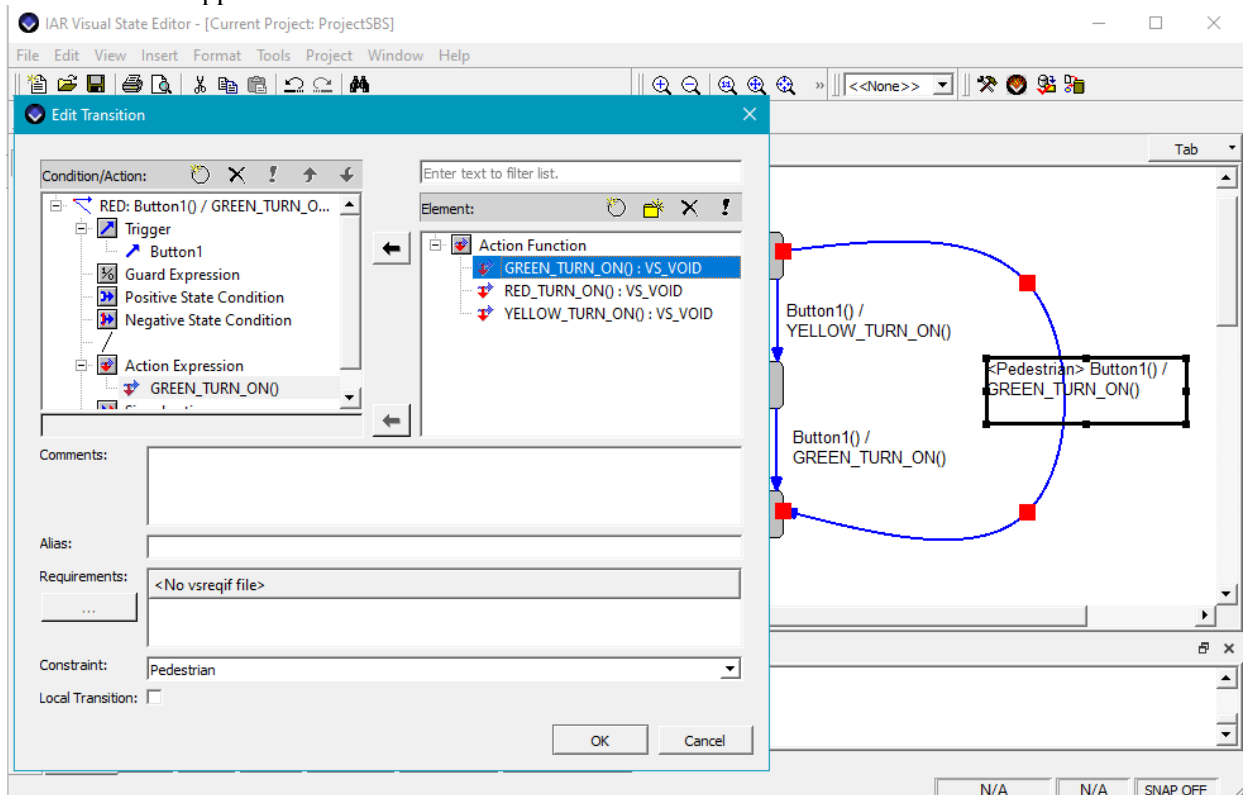 IAR Visual State Editor - [Current Project: ProjectSBS]
File Edit View Insert Format Tools Project Window Help
<<None>>
Edit Transition
Tab
Condition/Action:
Enter text to filter list.
Element:
RED: Button1() / GREEN_TURN_O...
Trigger
Button1
Guard Expression
Positive State Condition
Negative State Condition
/
Action Expression
GREEN_TURN_ON()
Action Function
GREEN_TURN_ON() : VS_VOID
RED_TURN_ON() : VS_VOID
YELLOW_TURN_ON() : VS_VOID
Button1() /
YELLOW_TURN_ON()
<Pedestrian> Button1() /
GREEN_TURN_ON()
Button1() /
GREEN_TURN_ON()
Comments:
Alias:
Requirements:
<No vsreqif file>
...
Constraint:
Pedestrian
Local Transition:
OK
Cancel
N/A
N/A
SNAP OFF